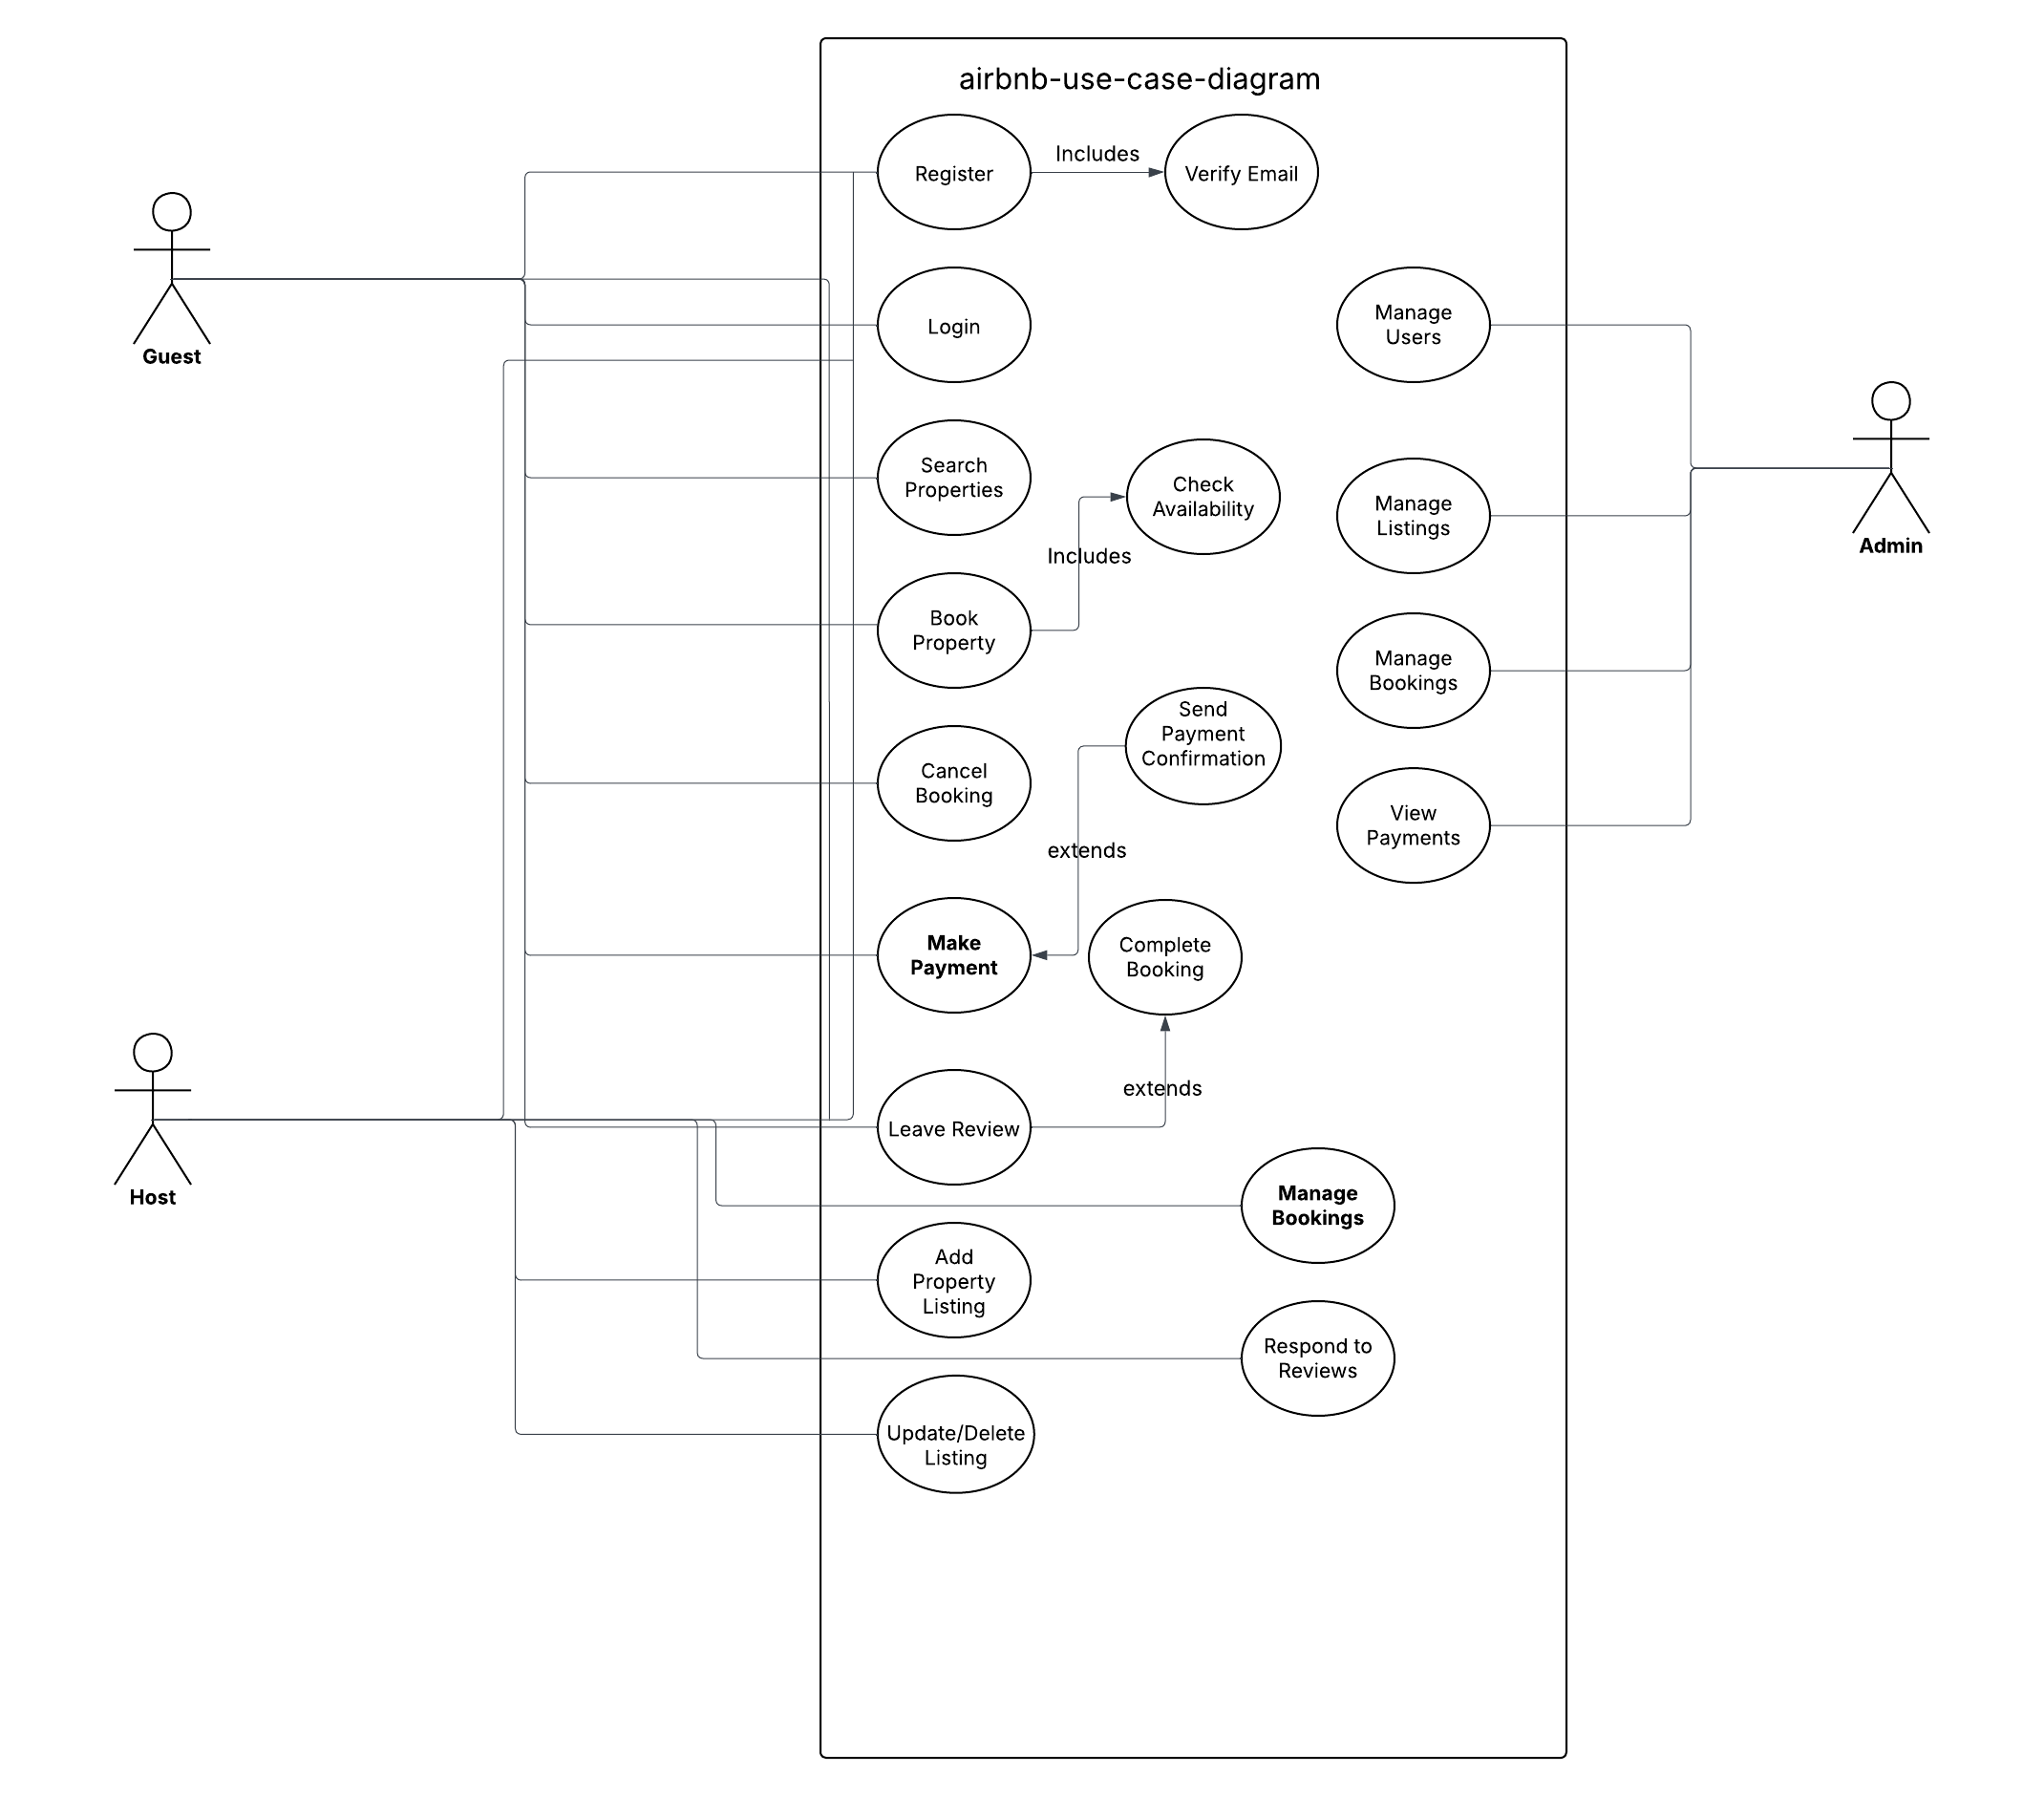 airbnb-use-case-diagram
Register
Includes
Verify Email
Guest
Login
Manage
Users
Search
Properties
Check
Availability
Manage
Listings
Admin
Includes
Book
Property
Manage
Bookings
Send
Payment
Confirmation
Cancel
Booking
View
Payments
extends
Make
Payment
Complete
Booking
extends
Leave Review
Host
Manage
Bookings
Add
Property
Listing
Respond to
Reviews
Update/Delete
Listing